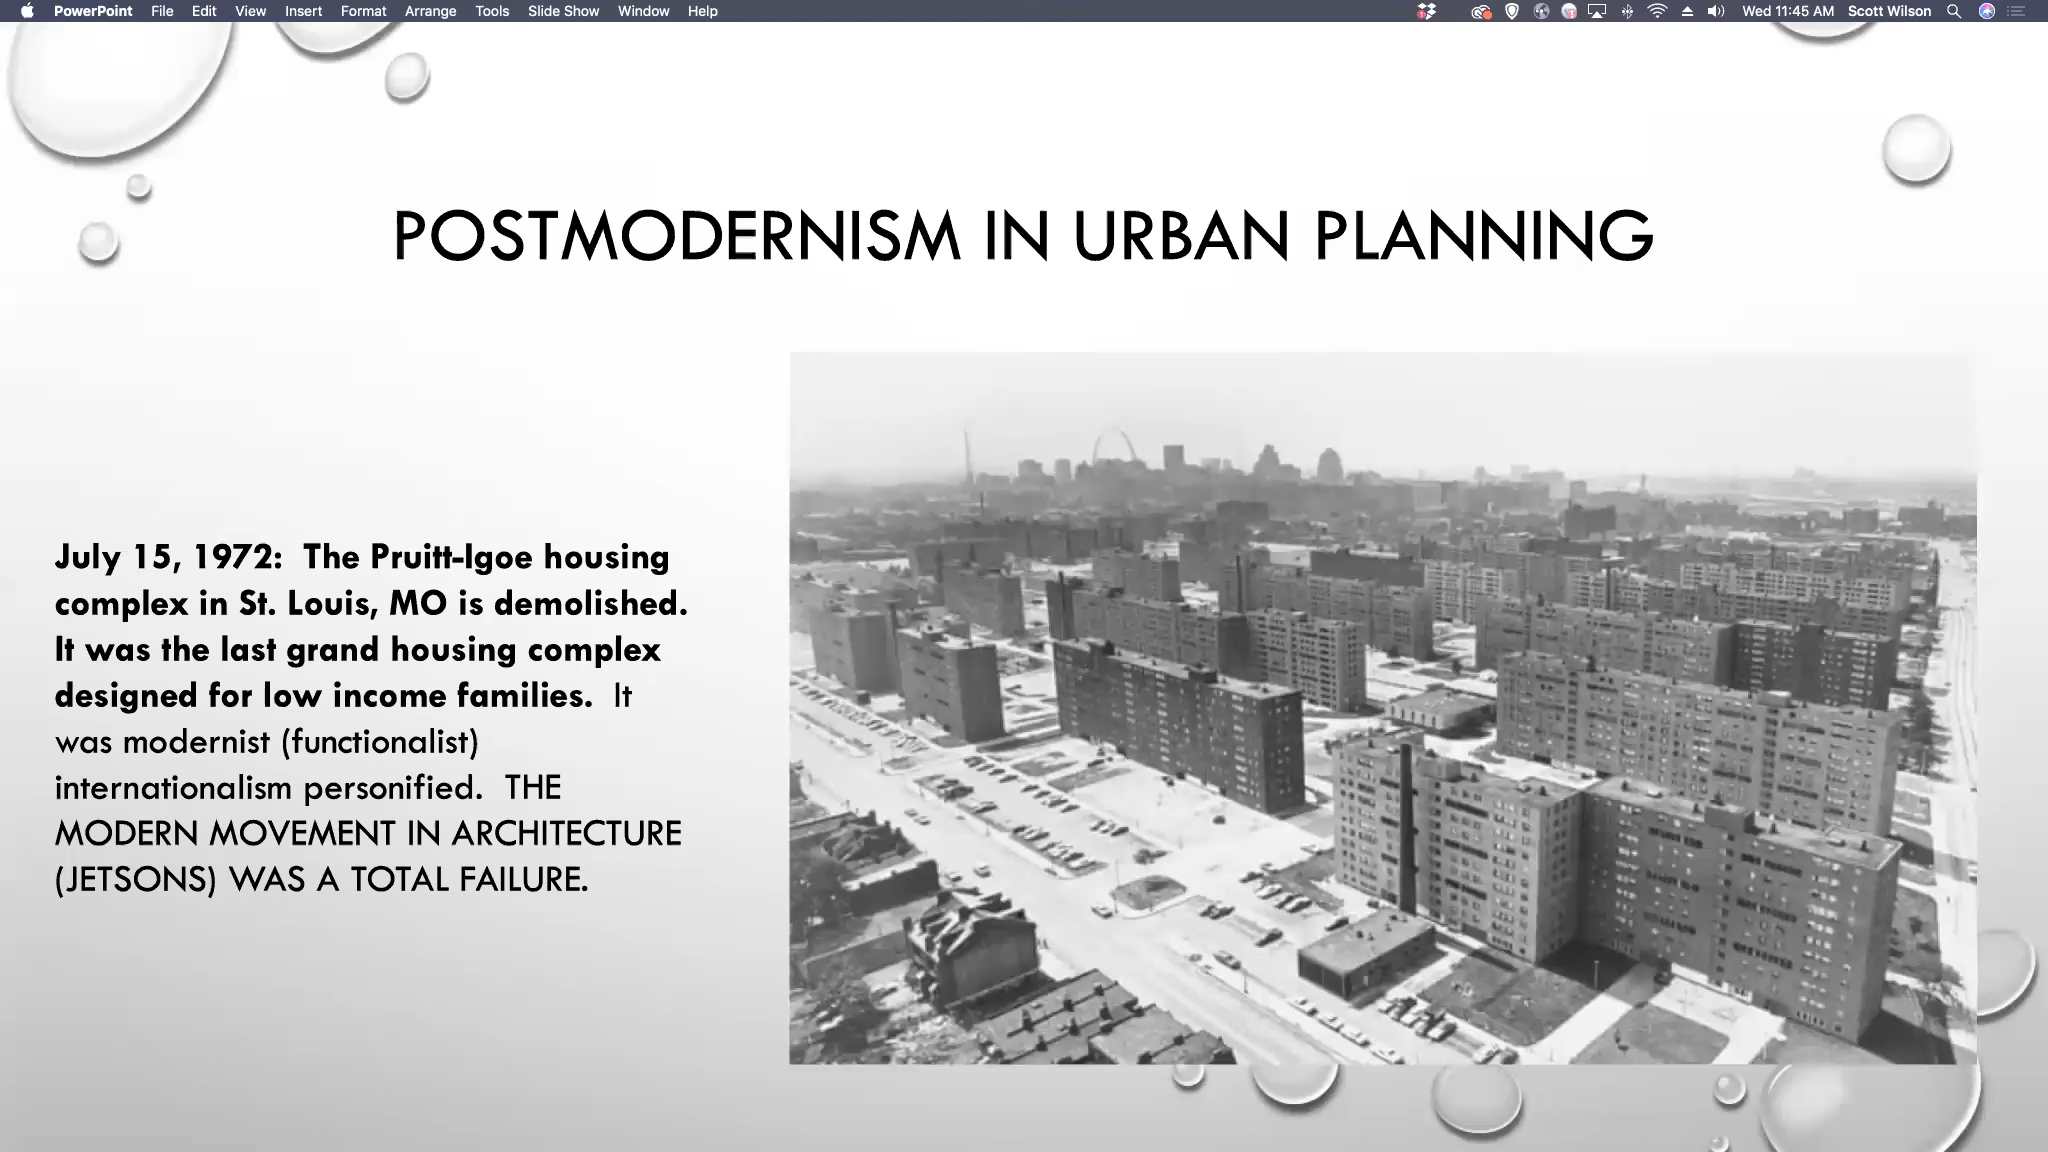 PowerPoint File Edit View Insert Format Arrange Tools Slide Show Window Help Wed 11:45 AM Scott Wilson
POSTMODERNISM IN URBAN PLANNING
July 15, 1972:  The Pruitt-Igoe housing
complex in St. Louis, MO is demolished.
It was the last grand housing complex
designed for low income families.  It
was modernist (functionalist)
internationalism personified.  THE
MODERN MOVEMENT IN ARCHITECTURE
(JETSONS) WAS A TOTAL FAILURE.